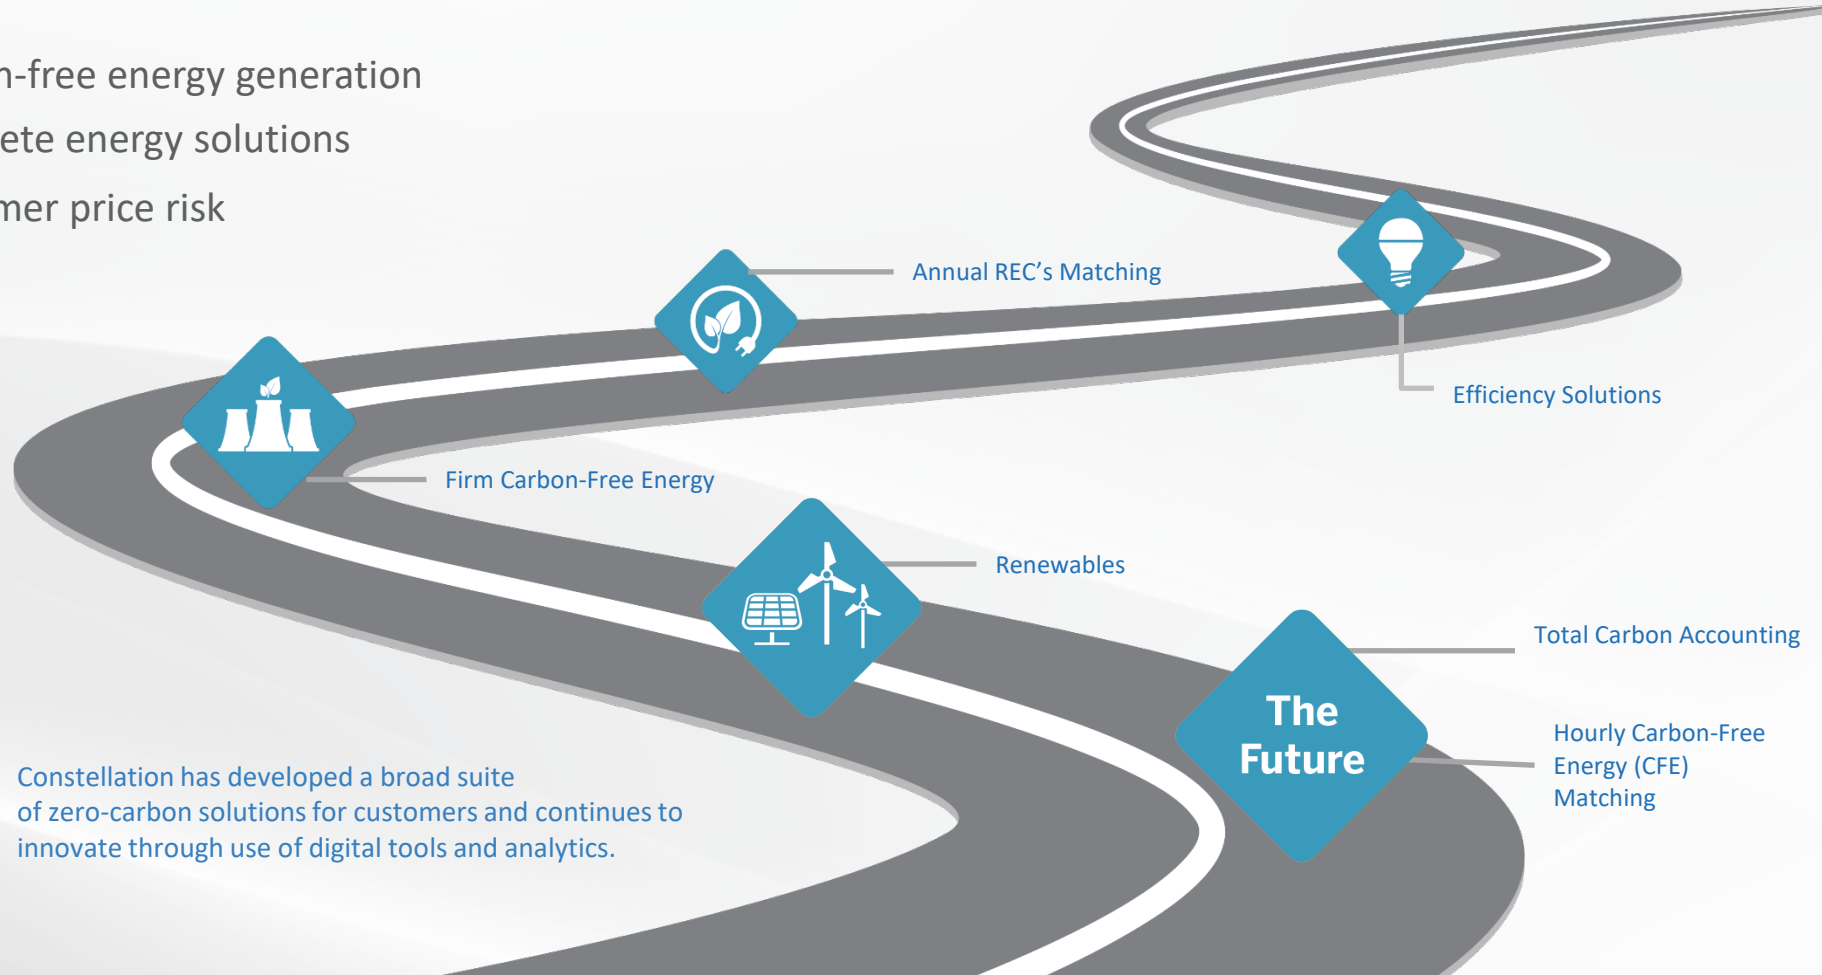 -free energy generation
energy solutions
price risk
Annual REC's Matching
Efficiency Solutions
Firm Carbon-Free Energy
Renewables
Total Carbon Accounting
The
Future
Hourly Carbon-Free
Energy (CFE)
Matching
Constellation has developed a broad suite
of zero-carbon solutions for customers and continues to
innovate through use of digital tools and analytics.